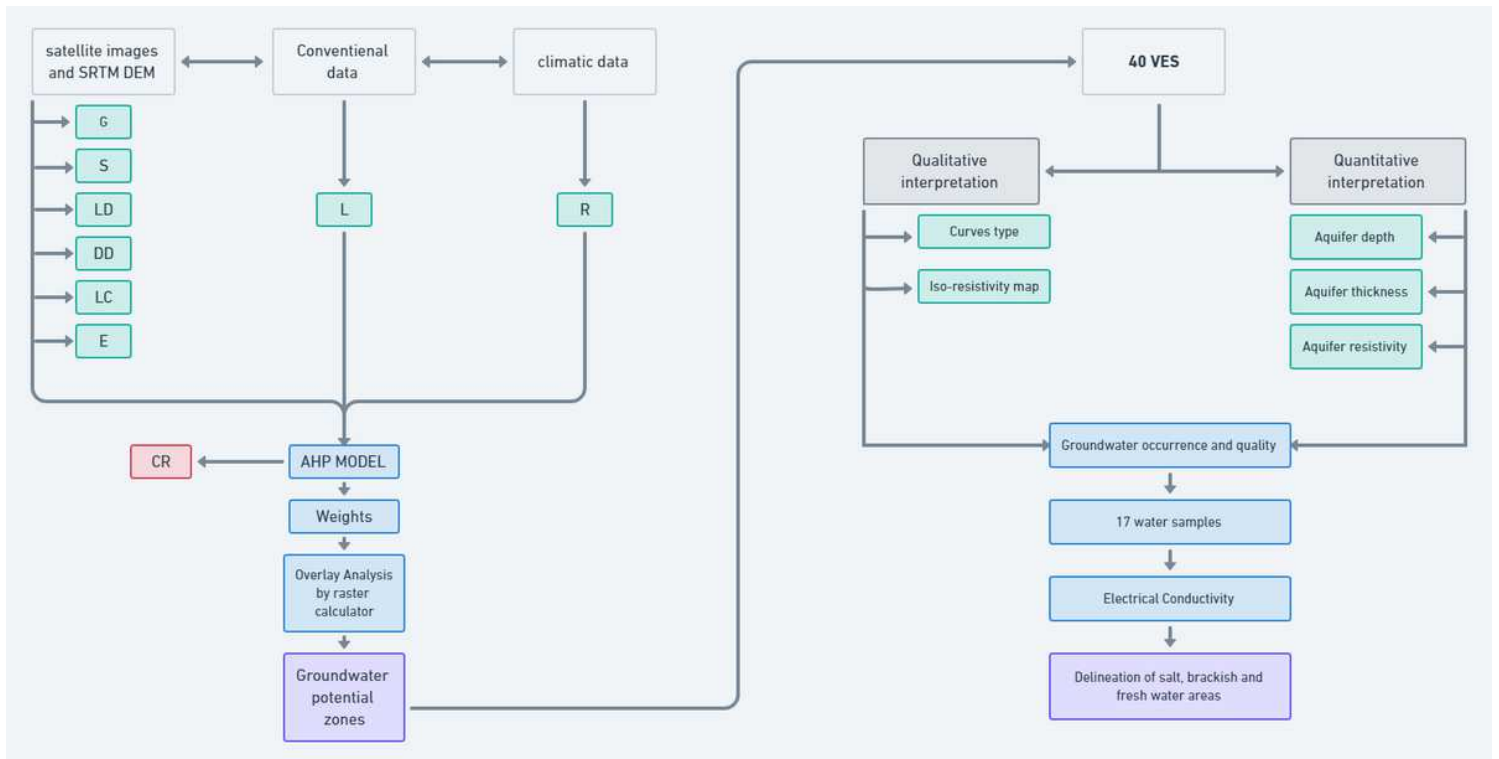 satellite images
and SRTM DEM
Conventienal
data
climatic data
G
S
LD
DD
LC
E
L
R
CR
AHP MODEL
Weights
Overlay Analysis
by raster
calculator
Groundwater
potential
zones
40 VES
Qualitative
interpretation
Quantitative
interpretation
Curves type
Iso-resistivity map
Aquifer depth
Aquifer thickness
Aquifer resistivity
Groundwater occurrence and quality
17 water samples
Electrical Conductivity
Delineation of salt, brackish and
fresh water areas